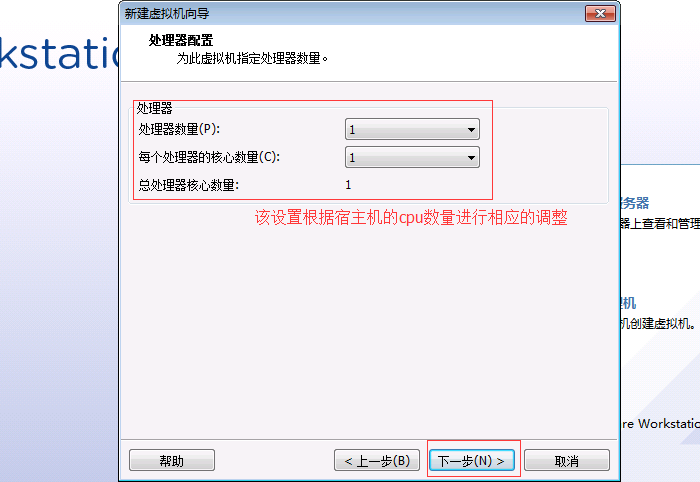 新建虚拟机向导
kstatio
处理器配置
为此虚拟机指定处理器数量。
处理器
处理器数量(P):
1
每个处理器的核心数量(C):
1
总处理器核心数量:
1
该设置根据宿主机的cpu数量进行相应的调整
务器
器上查看和管理
机
机创建虚拟机。
re Workstatic
帮助
< 上一步(B)
下一步(N) >
取消